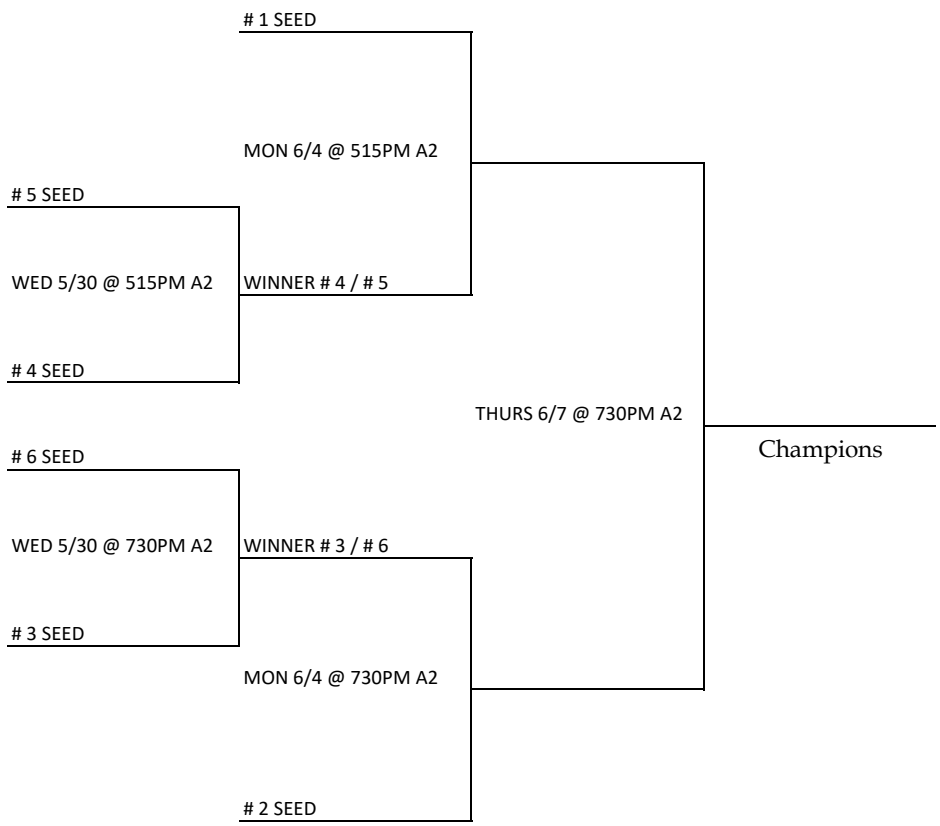 # 1 SEED
MON 6/4 @ 515PM A2
# 5 SEED
WED 5/30 @ 515PM A2
WINNER # 4 / # 5
# 4 SEED
THURS 6/7 @ 730PM A2
Champions
# 6 SEED
WED 5/30 @ 730PM A2
WINNER # 3 / # 6
# 3 SEED
MON 6/4 @ 730PM A2
# 2 SEED